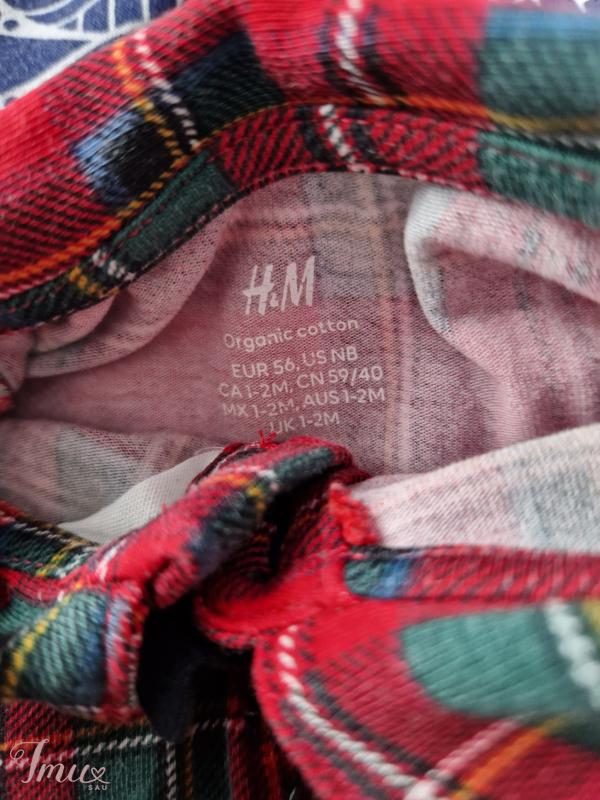 H&M
Organic cotton
EUR 56, US NB
CA 1-2M, CN 59/40
MX 1-2M, AUS 1-2M
UK 1-2M
Imu
SAU